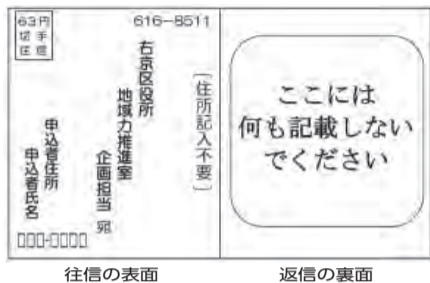 63円
切手
往信
616-8511
〔住所記入不要〕
右京区役所
地域力推進室
企画担当 宛
申込者住所
申込者氏名
□□□-□□□□
ここには
何も記載しない
でください
往信の表面
返信の裏面